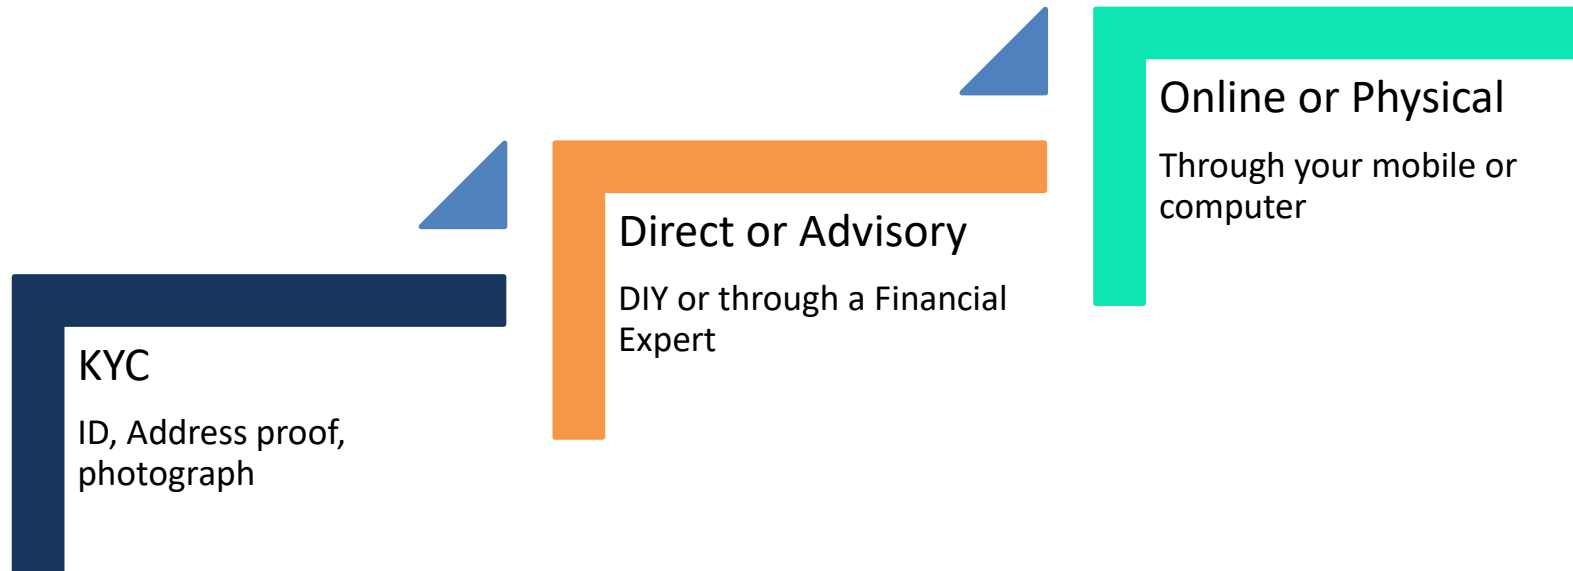 KYC
ID, Address proof,
photograph
Direct or Advisory
DIY or through a Financial
Expert
Online or Physical
Through your mobile or
computer